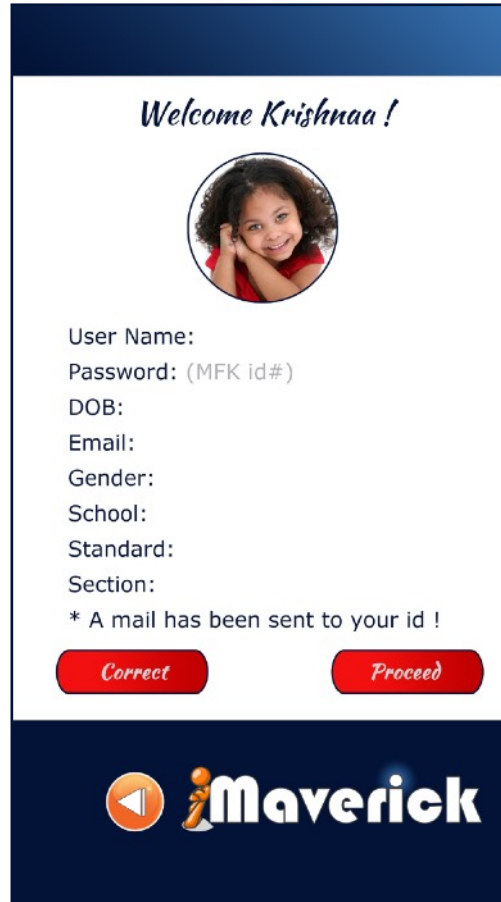 Welcome Krishnaa !
User Name:
Password: (MFK id#)
DOB:
Email:
Gender:
School:
Standard:
Section:
* A mail has been sent to your id !
Correct
Proceed
iMaverick